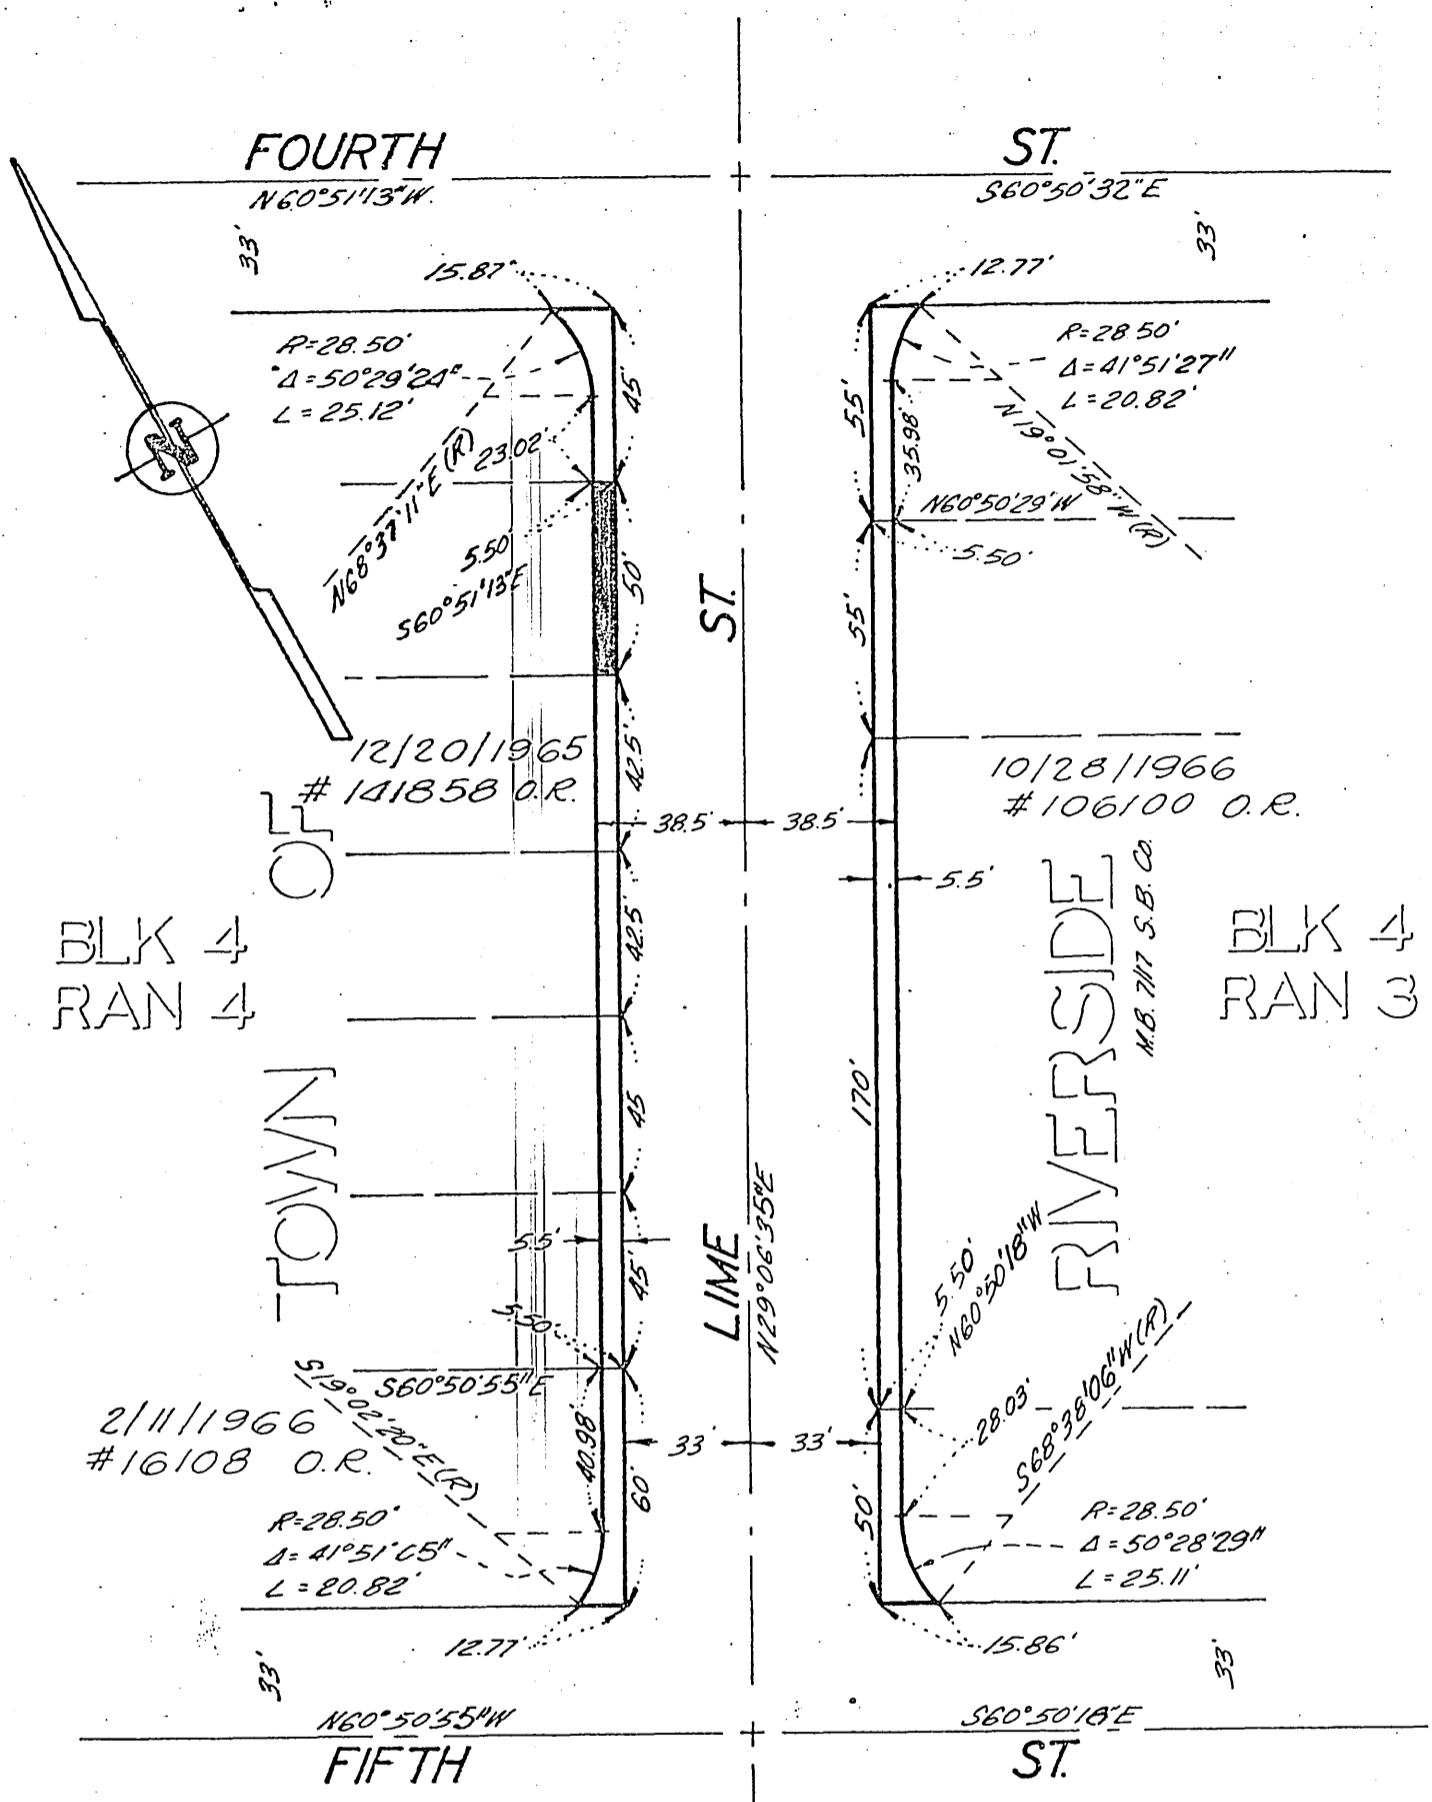 FOURTH ST.
N60°51'13"W.
S60°50'32"E
33'
33'
15.87'
12.77'
R=28.50'
Δ=50°29'24"
L=25.12'
R=28.50'
Δ=41°51'27"
L=20.82'
45'
55'
35.98'
23.02'
N68°37'11"E (R)
N19°01'58"W (R)
N60°50'29"W
5.50'
5.50'
S60°51'13"E
50'
55'
N
ST.
12/20/1965
# 141858 O.R.
42.5'
10/28/1966
#106100 O.R.
38.5'
38.5'
5.5'
OF
42.5'
BLK 4
RAN 4
RIVERSIDE
M.B. 7/17 S.B. Co.
BLK 4
RAN 3
TOWN
45'
170'
5.5'
45'
LIME
N29°06'35"E
5.50'
N60°50'18"W
5.50'
S60°50'55"E
S19°02'20"E (R)
2/11/1966
#16108 O.R.
40.98'
60'
33'
33'
28.03'
S68°38'06"W (R)
50'
R=28.50'
Δ=41°51'05"
L=20.82'
R=28.50'
Δ=50°28'29"
L=25.11'
12.77'
15.86'
33'
33'
N60°50'55"W
S60°50'18"E
FIFTH ST.